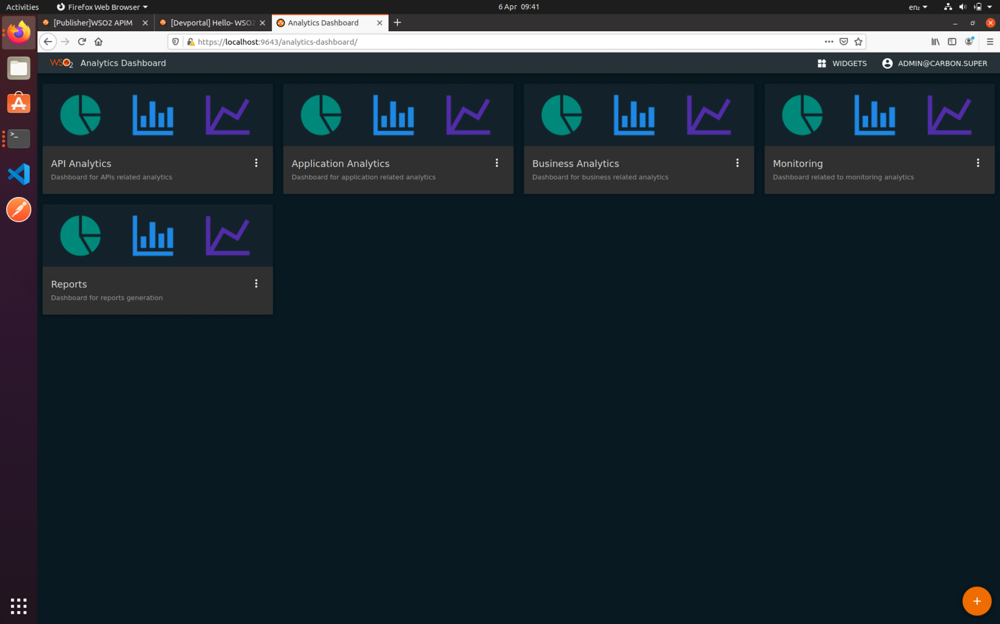 Activities Firefox Web Browser 6 Apr 09:41 en₂
[Publisher]WSO2 APIM [Devportal] Hello- WSO2 Analytics Dashboard
https://localhost:9643/analytics-dashboard/
WSO2 Analytics Dashboard WIDGETS ADMIN@CARBON.SUPER
API Analytics
Dashboard for APIs related analytics
Application Analytics
Dashboard for application related analytics
Business Analytics
Dashboard for business related analytics
Monitoring
Dashboard related to monitoring analytics
Reports
Dashboard for reports generation